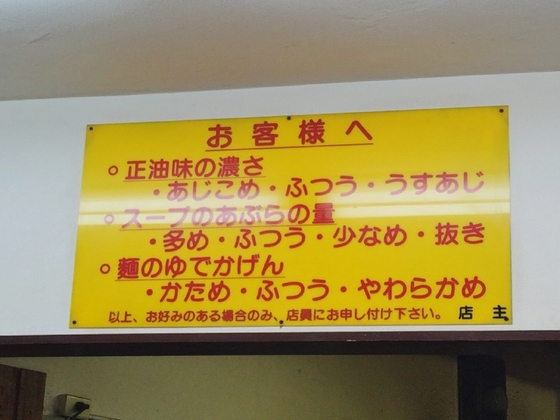 お客様へ
○正油味の濃さ
・あじこめ・ふつう・うすあじ
○スープのあぶらの量
・多め・ふつう・少なめ・抜き
○麵のゆでかげん
・かため・ふつう・やわらかめ
以上、お好みのある場合のみ、店員にお申し付け下さい。 店主